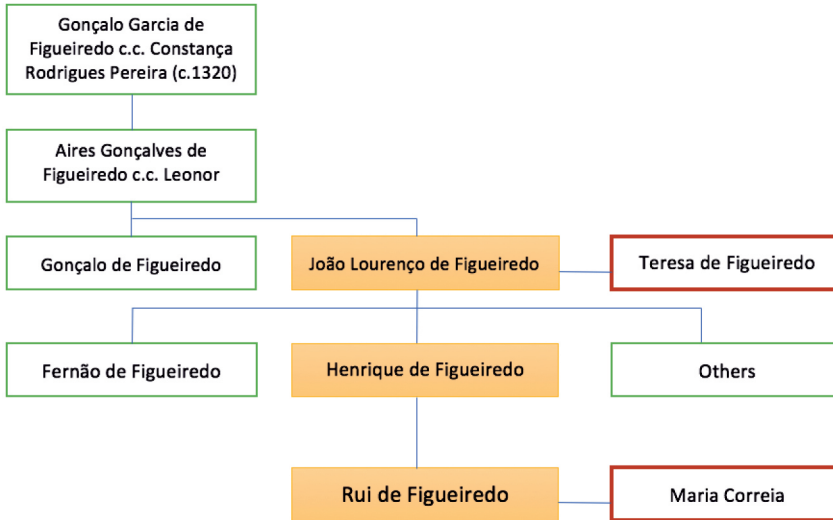 Gonçalo Garcia de
Figueiredo c.c. Constança
Rodrigues Pereira (c.1320)
Aires Gonçalves de
Figueiredo c.c. Leonor
Gonçalo de Figueiredo
João Lourenço de Figueiredo
Teresa de Figueiredo
Fernão de Figueiredo
Henrique de Figueiredo
Others
Rui de Figueiredo
Maria Correia